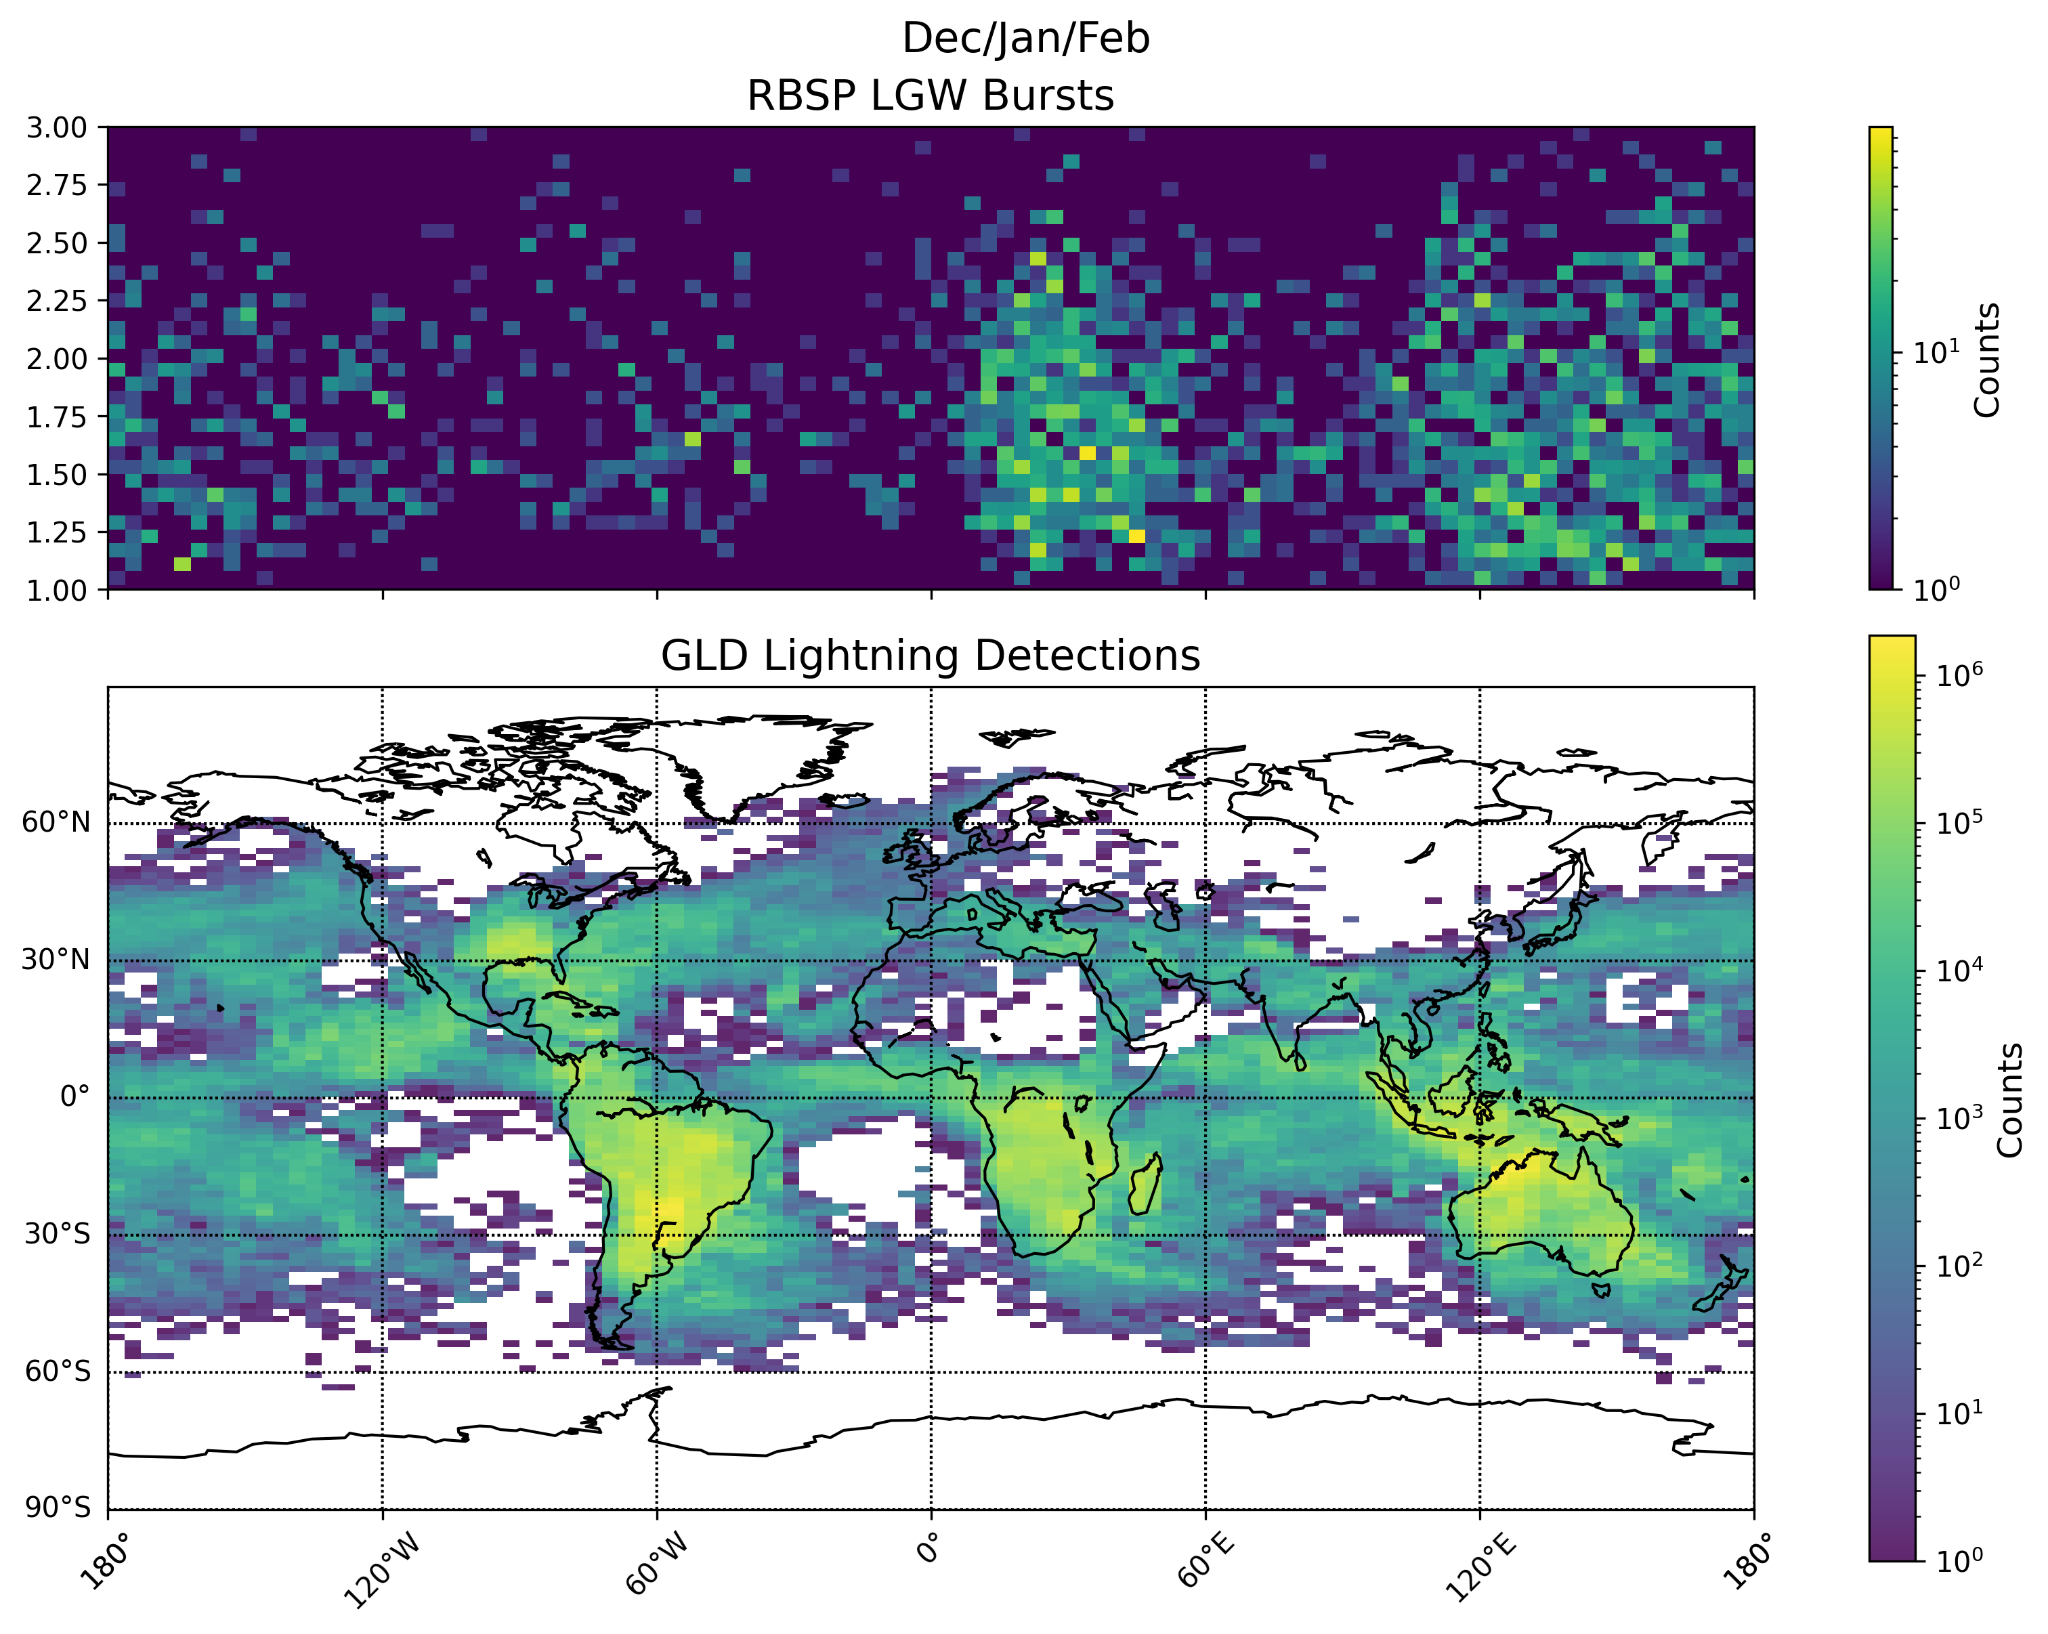 Dec/Jan/Feb
RBSP LGW Bursts
3.00
2.75
2.50
2.25
2.00
1.75
1.50
1.25
1.00
10¹
10⁰
Counts
GLD Lightning Detections
60°N
30°N
0°
30°S
60°S
90°S
180°
120°W
60°W
0°
60°E
120°E
180°
10⁶
10⁵
10⁴
10³
10²
10¹
10⁰
Counts